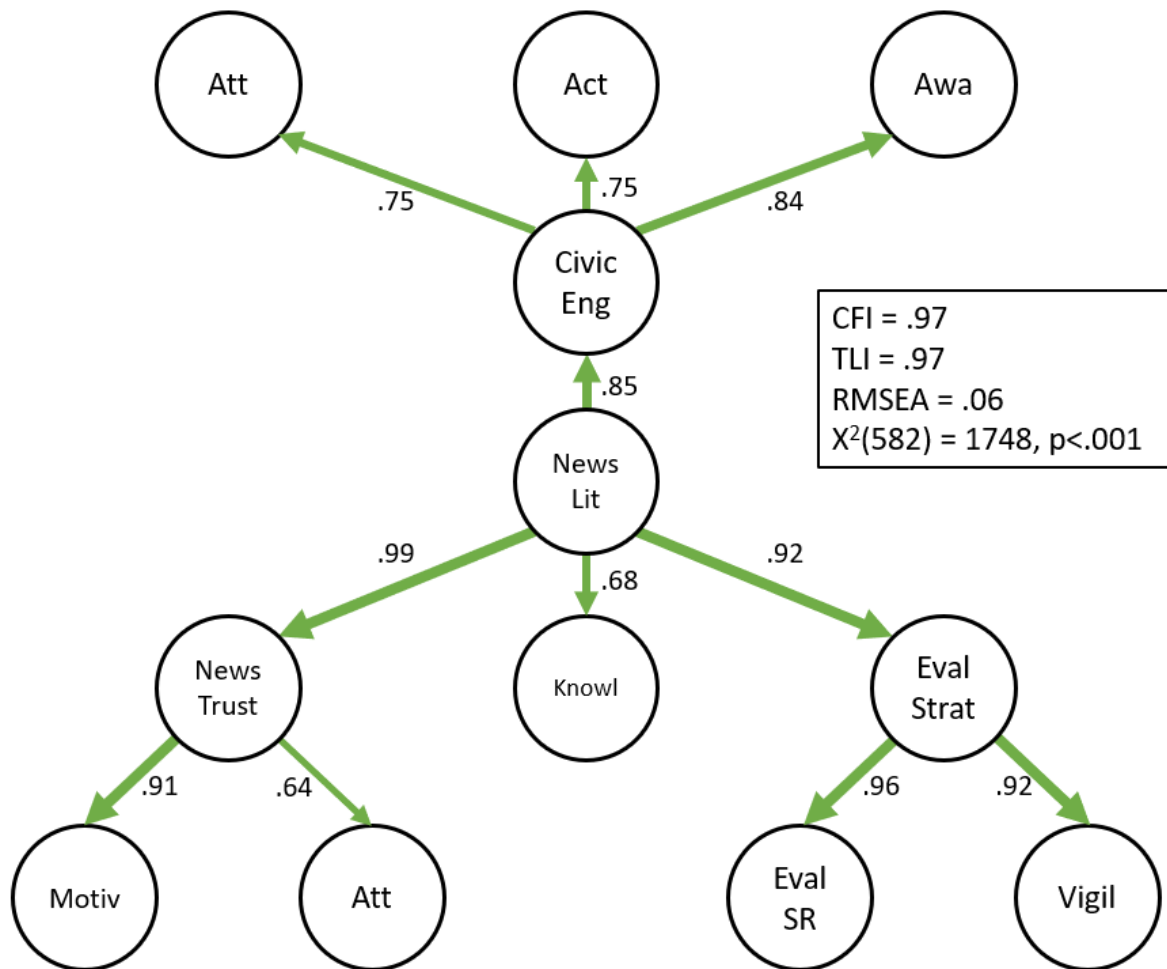 Att
Act
Awa
.75
.75
.84
Civic
Eng
CFI = .97
TLI = .97
RMSEA = .06
X²(582) = 1748, p<.001
.85
News
Lit
.99
.68
.92
News
Trust
Knowl
Eval
Strat
.91
.64
.96
.92
Motiv
Att
Eval
SR
Vigil